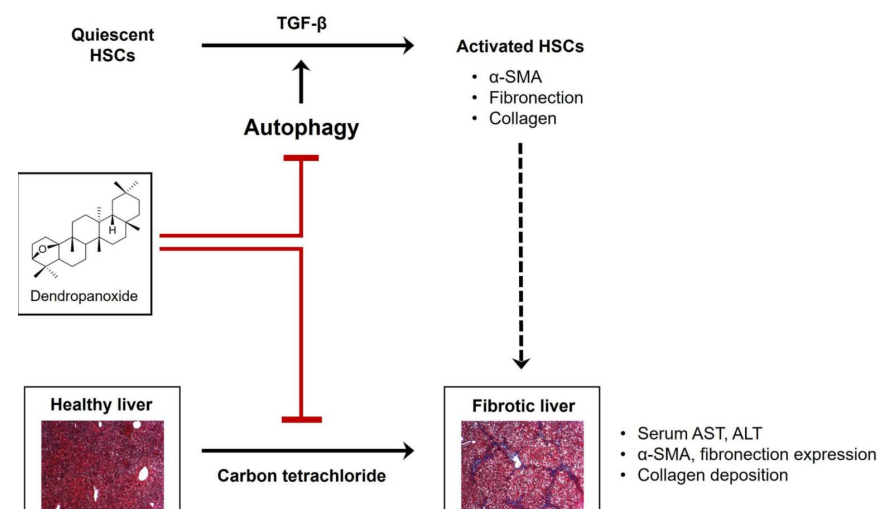 Quiescent
HSCs
TGF-β
Activated HSCs
• α-SMA
• Fibronection
• Collagen
Autophagy
O
H
Dendropanoxide
Healthy liver
Carbon tetrachloride
Fibrotic liver
• Serum AST, ALT
• α-SMA, fibronection expression
• Collagen deposition